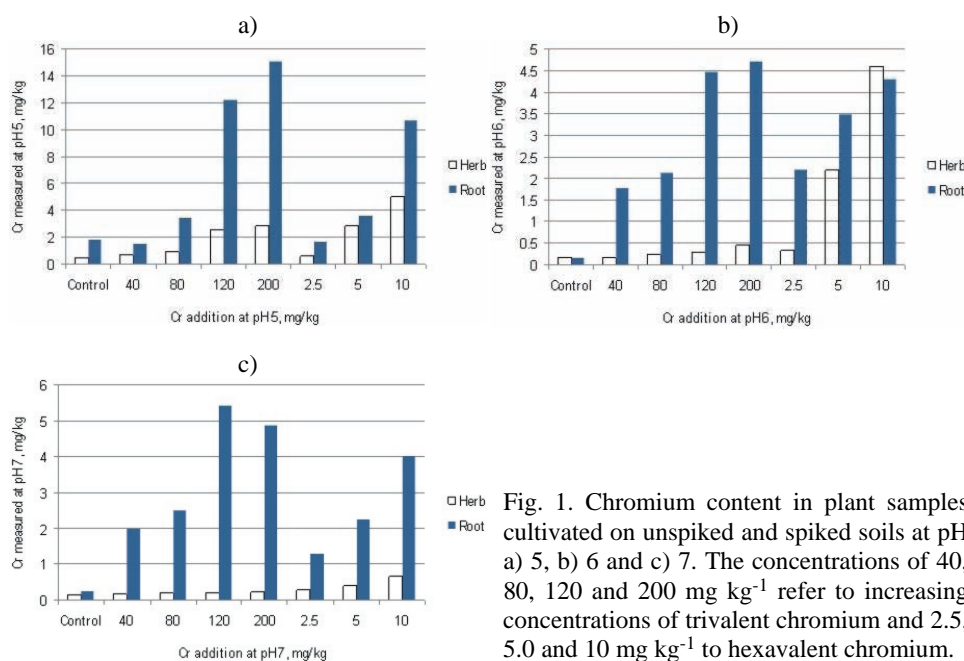 a)
16
14
12
10
8
6
4
2
0
Cr measured at pH5, mg/kg
Control 40 80 120 200 2.5 5 10
Cr addition at pH5, mg/kg
Herb
Root
b)
5
4.5
4
3.5
3
2.5
2
1.5
1
0.5
0
Cr measured at pH6, mg/kg
Control 40 80 120 200 2.5 5 10
Cr addition at pH6, mg/kg
Herb
Root
c)
6
5
4
3
2
1
0
Cr measured at pH7, mg/kg
Control 40 80 120 200 2.5 5 10
Cr addition at pH7, mg/kg
Herb
Root
Fig. 1. Chromium content in plant samples
cultivated on unspiked and spiked soils at pH
a) 5, b) 6 and c) 7. The concentrations of 40,
80, 120 and 200 mg kg-1 refer to increasing
concentrations of trivalent chromium and 2.5,
5.0 and 10 mg kg-1 to hexavalent chromium.